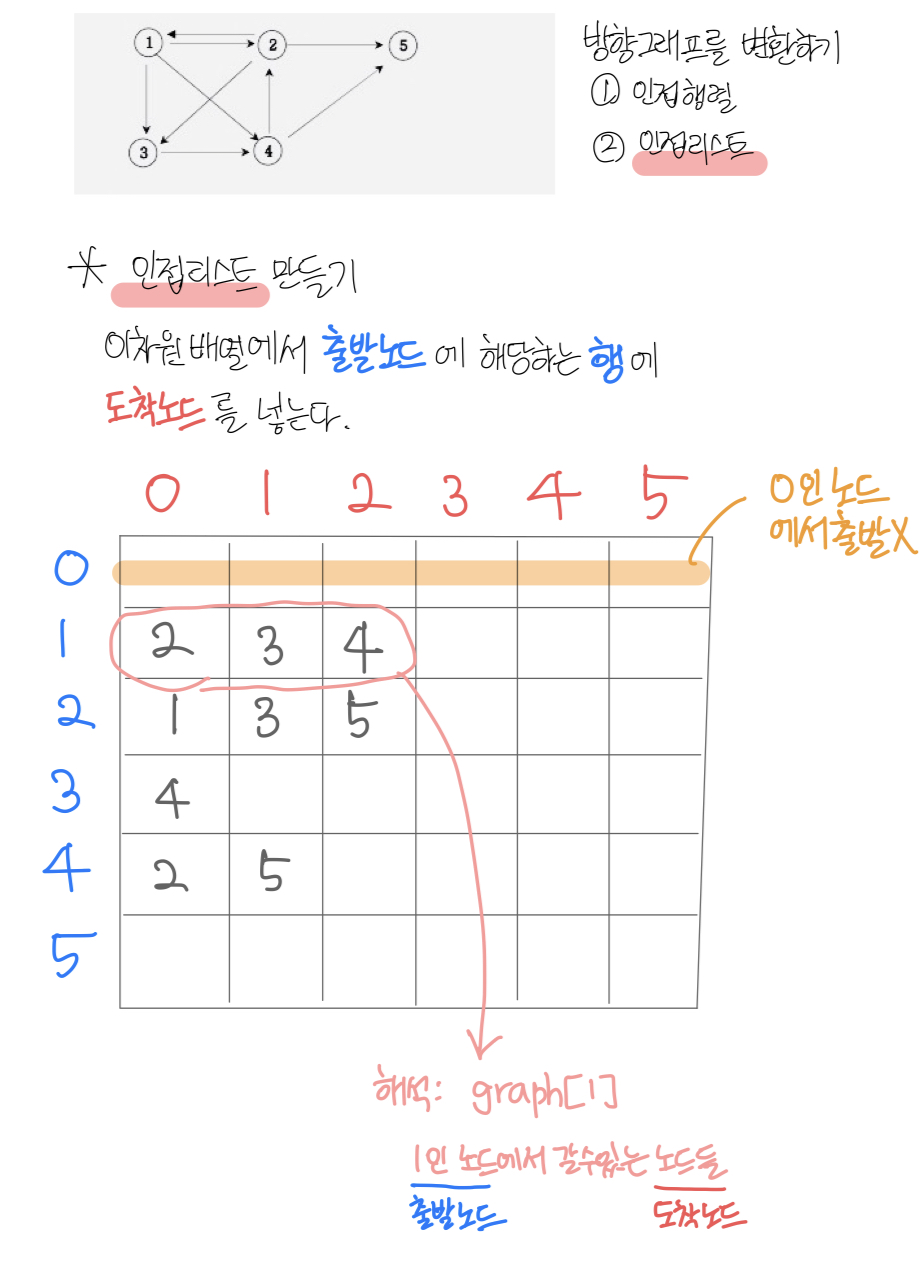 1 2 5
3 4
방향그래프를 변환하기
① 인접행렬
② 인접리스트
* 인접리스트 만들기
이차원 배열에서 출발노드에 해당하는 행에
도착노드를 넣는다.
0 1 2 3 4 5
0인 노드
에서 출발X
0
1 2 3 4
2 1 3 5
3 4
4 2 5
5
해석: graph[1]
1인 노드에서 갈수있는 노드들
출발노드 도착노드